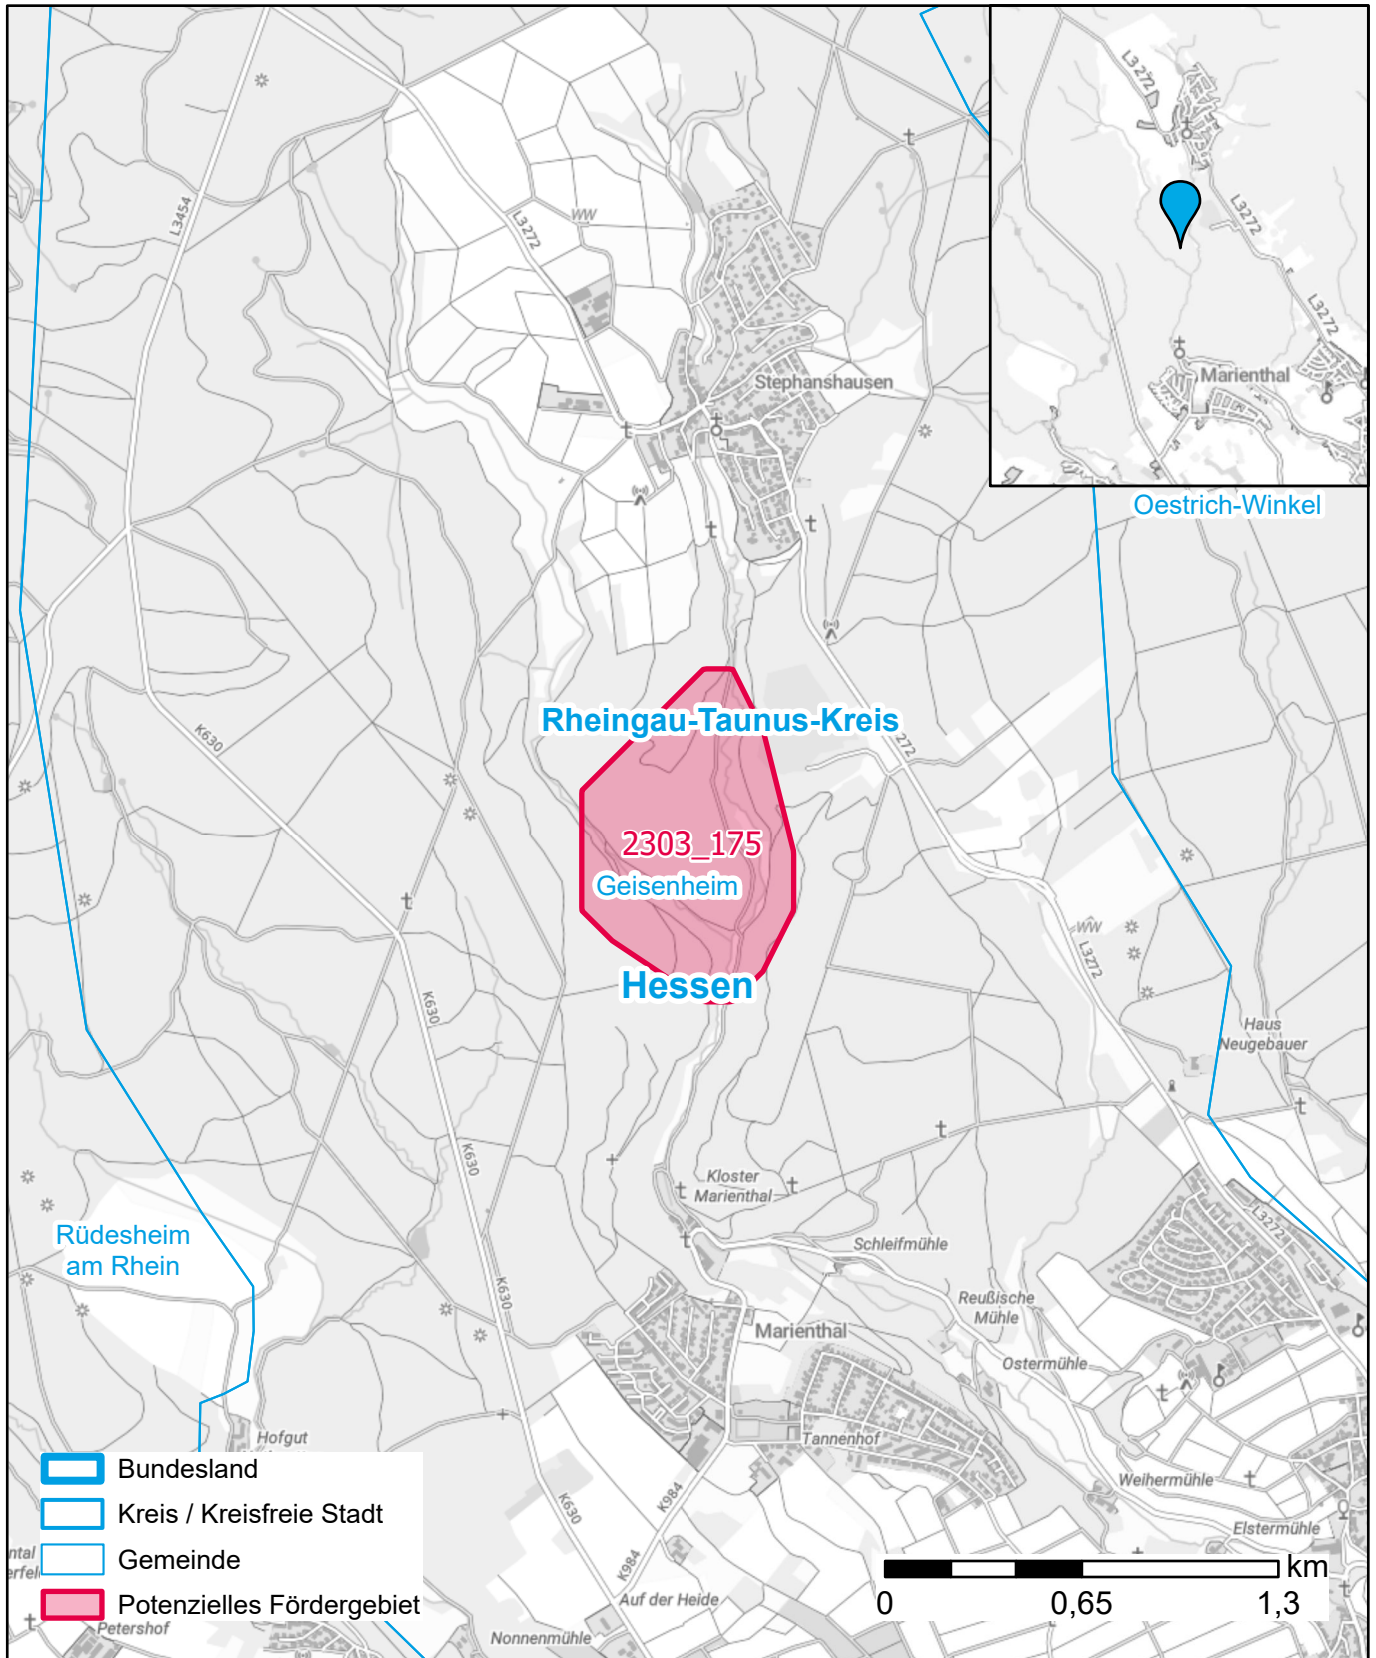 L3272
L3272
L3272
Marienthal
Oestrich-Winkel
L3454
L3272
WW
Stephanshausen
K630
Rheingau-Taunus-Kreis
272
2303_175
Geisenheim
Hessen
WW
L3272
K630
Haus
Neugebauer
K630
Kloster
Marienthal
Rüdesheim
am Rhein
Schleifmühle
L3272
K630
Reußische
Mühle
Marienthal
Ostermühle
Hofgut
Tannenhof
Weihermühle
K984
K630
Elstermühle
K984
Auf der Heide
Nonnenmühle
Petershof
ntal
erfel
Bundesland
Kreis / Kreisfreie Stadt
Gemeinde
Potenzielles Fördergebiet
km
0 0,65 1,3